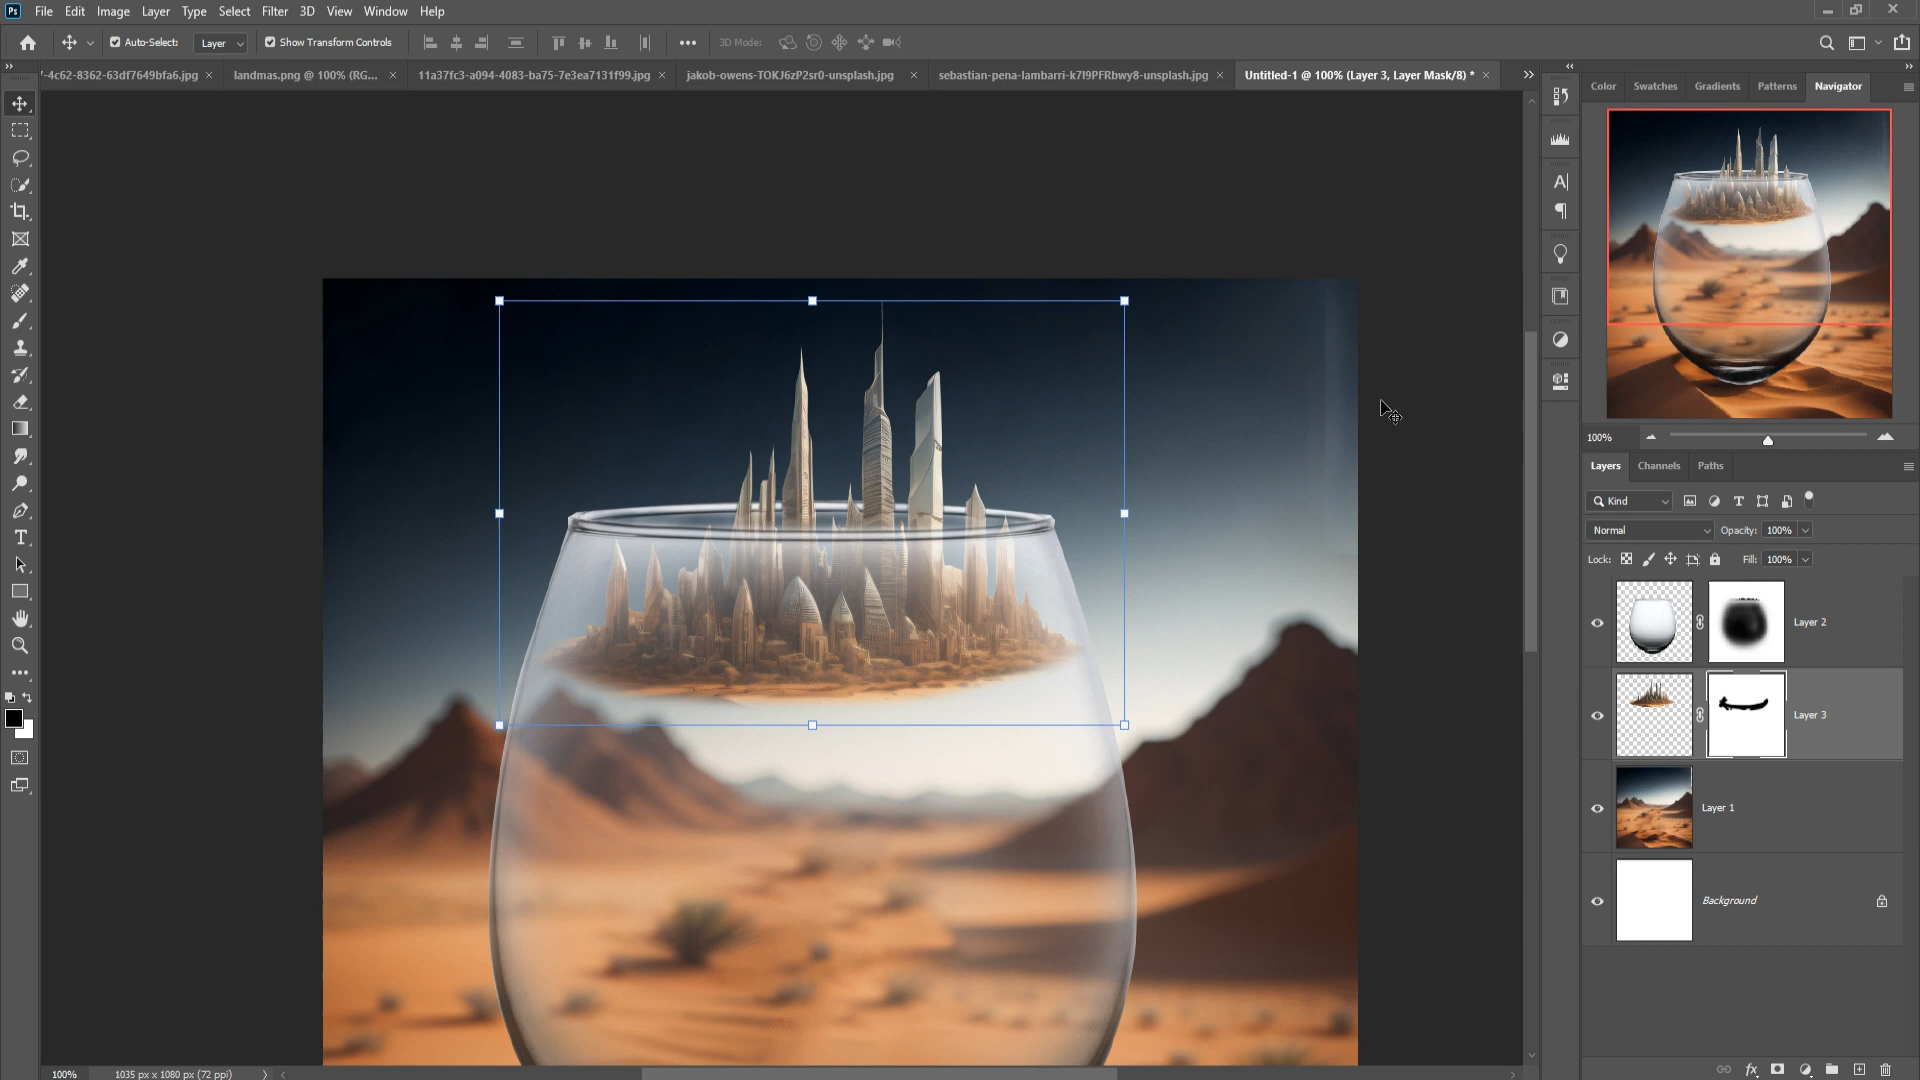 Ps File Edit Image Layer Type Select Filter 3D View Window Help
Auto-Select: Layer Show Transform Controls 3D Mode:
-4c62-8362-63df7649bfa6.jpg × landmas.png @ 100% (RG... × 11a37fc3-a094-4083-ba75-7e3ea7131f99.jpg × jakob-owens-TOKJ6zP2sr0-unsplash.jpg × sebastian-pena-lambarri-k7I9PFRbwy8-unsplash.jpg × Untitled-1 @ 100% (Layer 3, Layer Mask/8) * ×
Color Swatches Gradients Patterns Navigator
100%
Layers Channels Paths
Kind
Normal Opacity: 100%
Lock: Fill: 100%
Layer 2
Layer 3
Layer 1
Background
100% 1035 px x 1080 px (72 ppi)